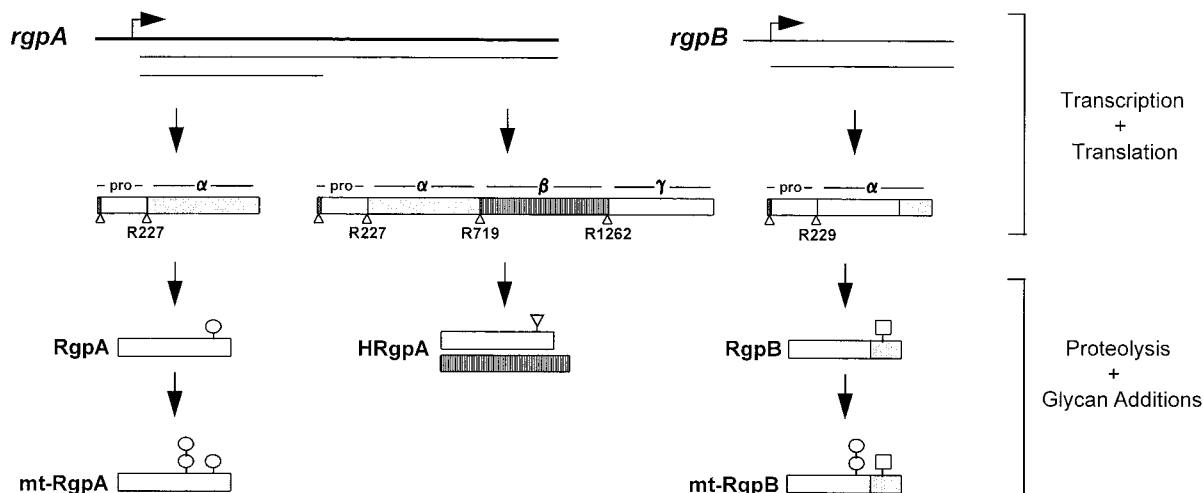 rgpA
rgpB
Transcription
+
Translation
pro α
pro α β γ
pro α
R227
R227 R719 R1262
R229
RgpA
HRgpA
RgpB
Proteolysis
+
Glycan Additions
mt-RgpA
mt-RgpB